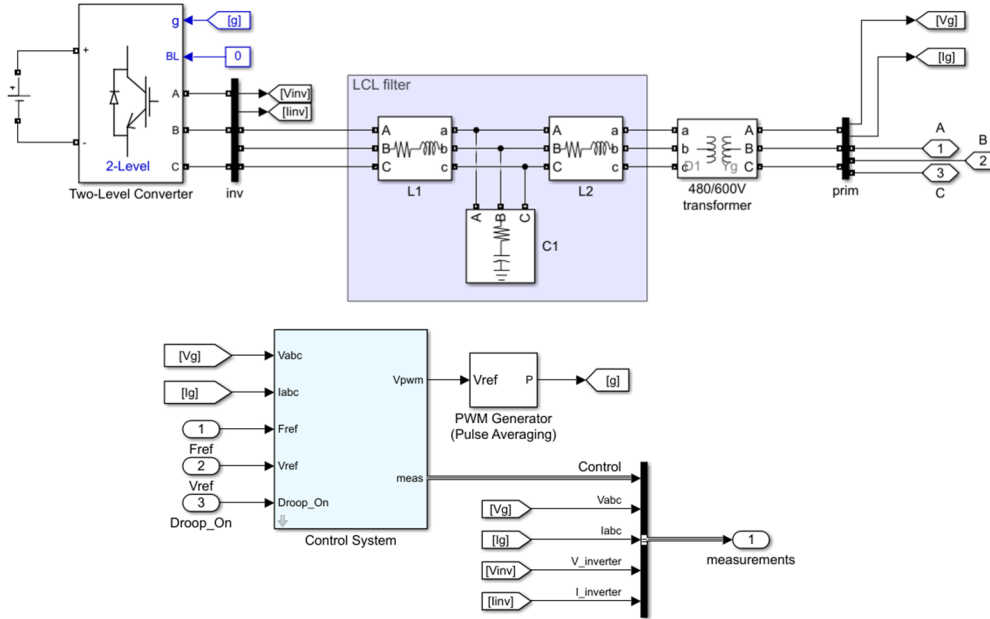 g
[g]
[Vg]
+
BL
0
[Ig]
A
[Vinv]
[Iinv]
LCL filter
B
-
2-Level
C
Two-Level Converter
inv
A
a
B
b
C
c
L1
A
a
B
b
C
c
L2
a
A
b
B
c
C
D1
Yg
480/600V
transformer
prim
A
1
B
2
3
C
A
B
C
C1
[Vg]
Vabc
[Ig]
Iabc
1
Fref
Fref
2
Vref
Vref
3
Droop_On
Droop_On
Vpwm
meas
Control System
Vref
P
PWM Generator
(Pulse Averaging)
[g]
Control
[Vg]
Vabc
[Ig]
Iabc
[Vinv]
V_inverter
[Iinv]
I_inverter
1
measurements